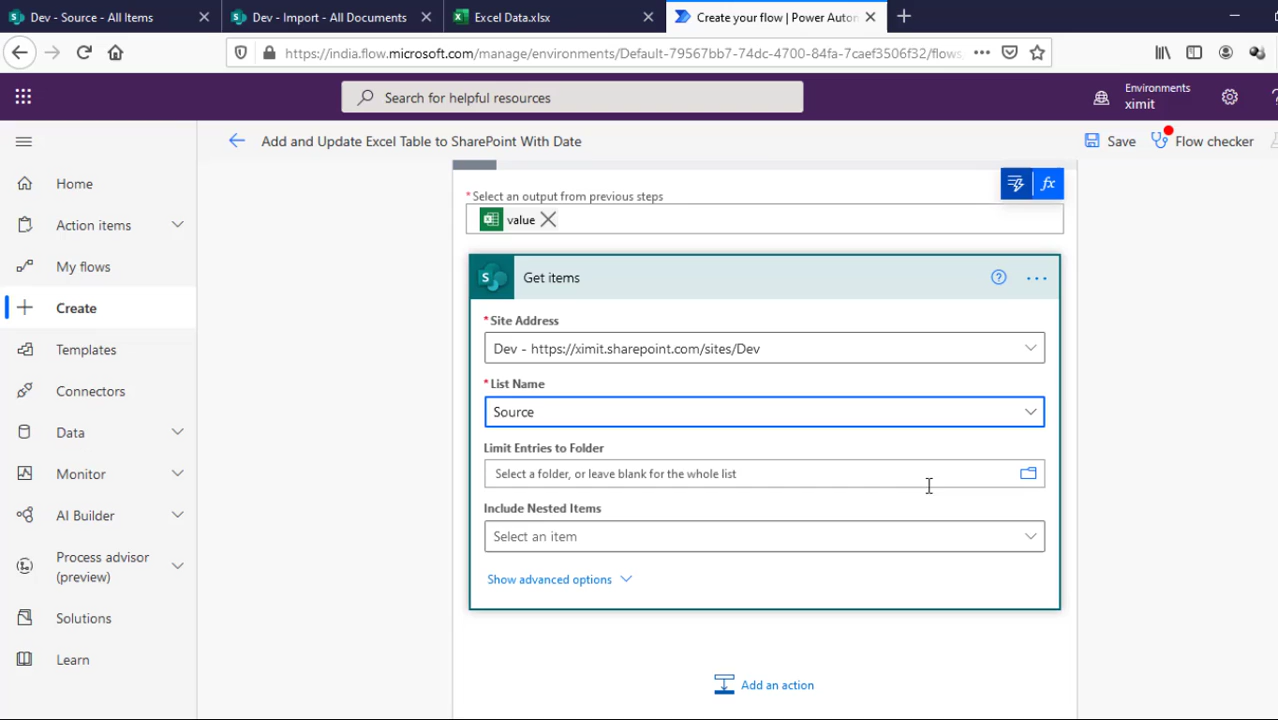 Dev - Source - All Items
Dev - Import - All Documents
Excel Data.xlsx
Create your flow | Power Auton
https://india.flow.microsoft.com/manage/environments/Default-79567bb7-74dc-4700-84fa-7caef3506f32/flows
Search for helpful resources
Environments
ximit
Add and Update Excel Table to SharePoint With Date
Save
Flow checker
Home
Action items
My flows
Create
Templates
Connectors
Data
Monitor
AI Builder
Process advisor
(preview)
Solutions
Learn
* Select an output from previous steps
value
fx
Get items
* Site Address
Dev - https://ximit.sharepoint.com/sites/Dev
* List Name
Source
Limit Entries to Folder
Select a folder, or leave blank for the whole list
Include Nested Items
Select an item
Show advanced options
Add an action